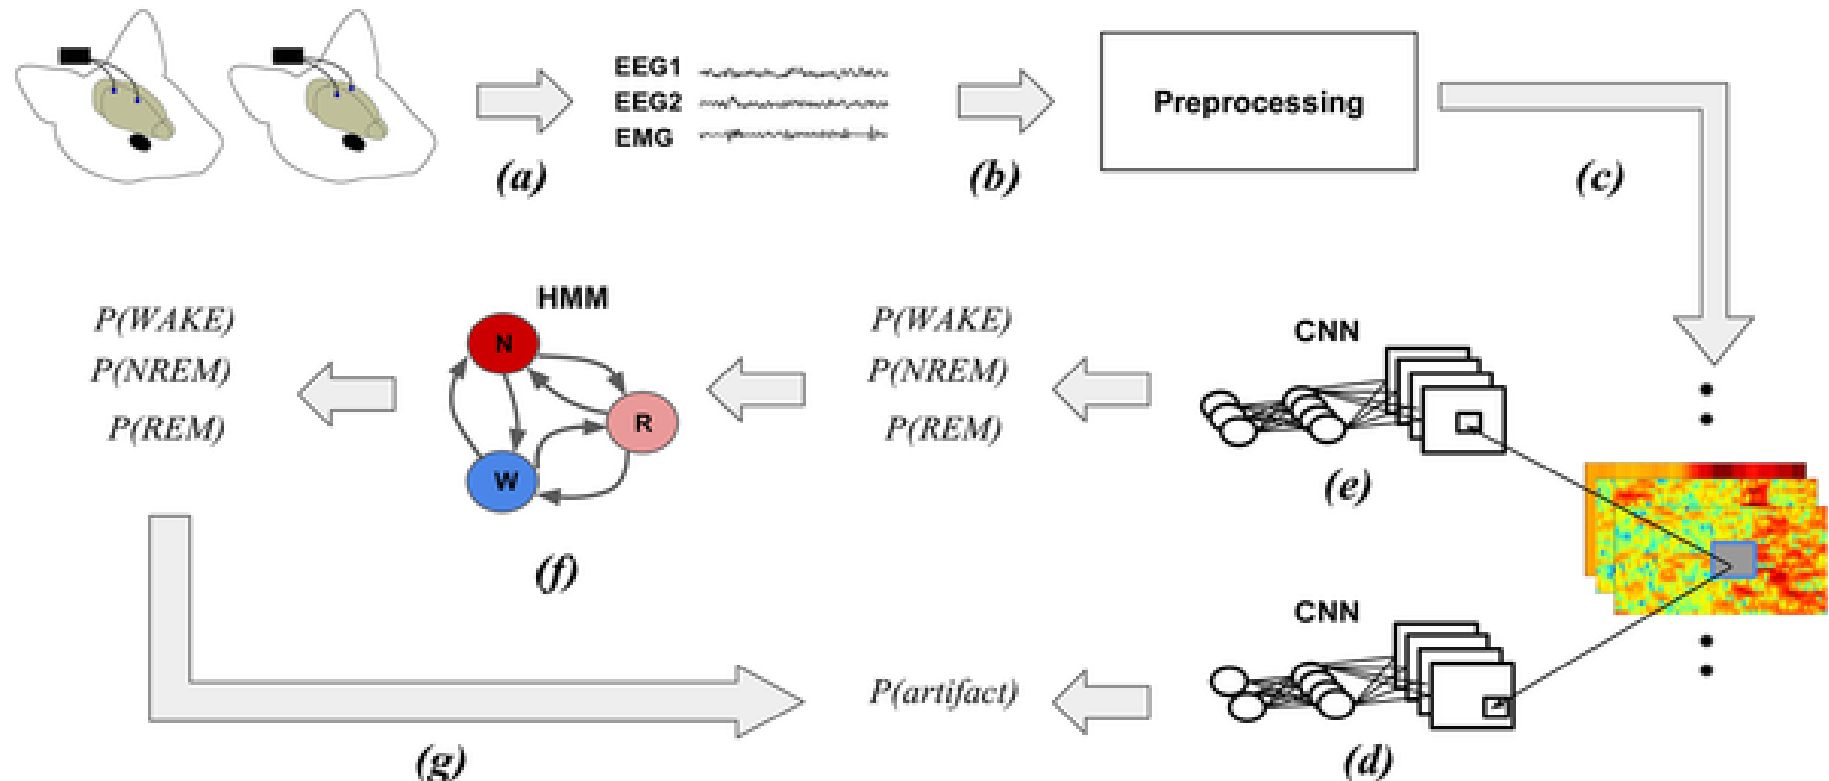 EEG1
EEG2
EMG
(a)
(b)
Preprocessing
(c)
P(WAKE)
P(NREM)
P(REM)
HMM
N
R
W
(f)
P(WAKE)
P(NREM)
P(REM)
CNN
(e)
CNN
P(artifact)
(g)
(d)